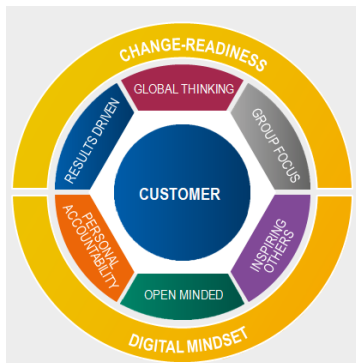 CHANGE-READINESS
GLOBAL THINKING
RESULTS DRIVEN
GROUP FOCUS
CUSTOMER
PERSONAL
ACCOUNTABILITY
INSPIRING
OTHERS
OPEN MINDED
DIGITAL MINDSET